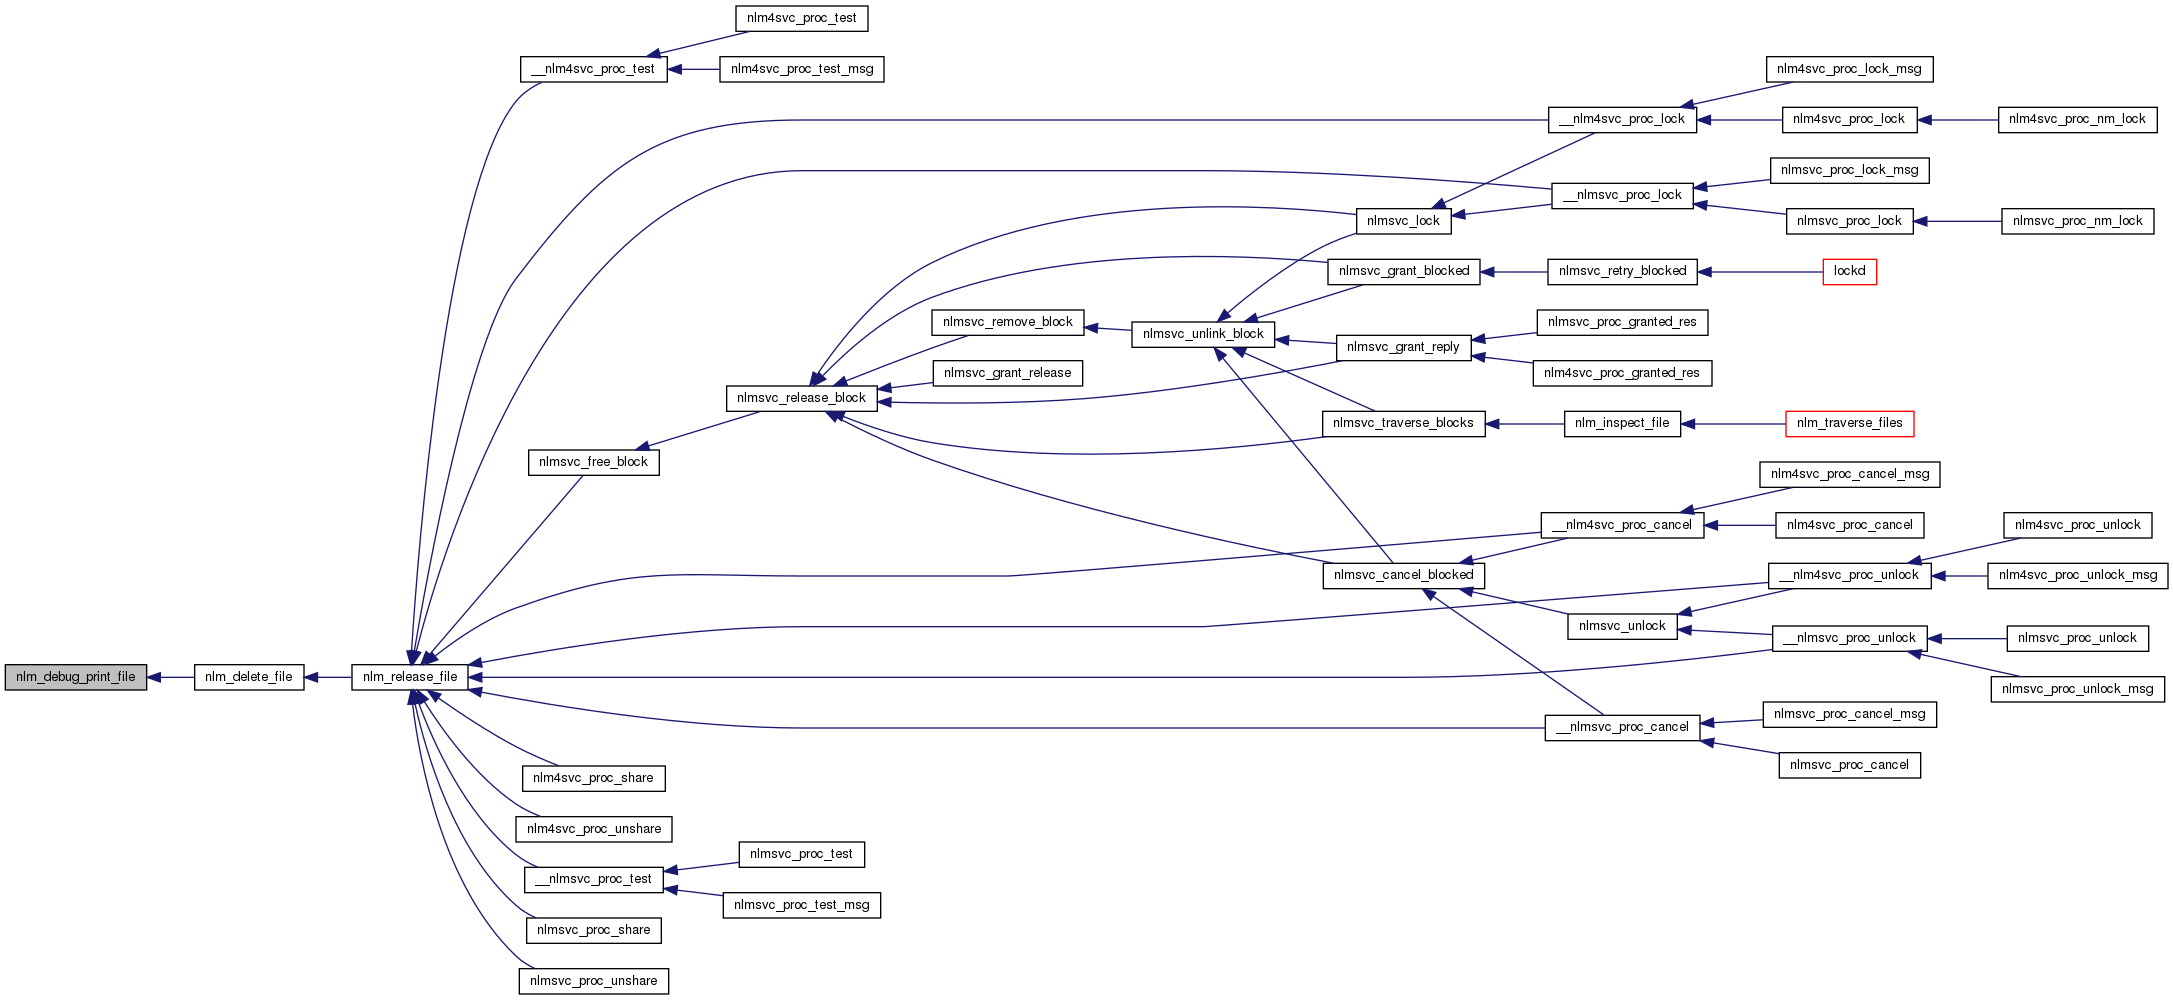 nlm4svc_proc_test
__nlm4svc_proc_test
nlm4svc_proc_test_msg
nlm4svc_proc_lock_msg
__nlm4svc_proc_lock
nlm4svc_proc_lock
nlm4svc_proc_nm_lock
nlmsvc_proc_lock_msg
__nlmsvc_proc_lock
nlmsvc_lock
nlmsvc_proc_lock
nlmsvc_proc_nm_lock
nlmsvc_grant_blocked
nlmsvc_retry_blocked
lockd
nlmsvc_remove_block
nlmsvc_unlink_block
nlmsvc_proc_granted_res
nlmsvc_grant_reply
nlmsvc_grant_release
nlm4svc_proc_granted_res
nlmsvc_release_block
nlmsvc_traverse_blocks
nlm_inspect_file
nlm_traverse_files
nlmsvc_free_block
nlm4svc_proc_cancel_msg
__nlm4svc_proc_cancel
nlm4svc_proc_cancel
nlm4svc_proc_unlock
nlmsvc_cancel_blocked
__nlm4svc_proc_unlock
nlm4svc_proc_unlock_msg
nlmsvc_unlock
__nlmsvc_proc_unlock
nlmsvc_proc_unlock
nlm_debug_print_file
nlm_delete_file
nlm_release_file
nlmsvc_proc_unlock_msg
nlmsvc_proc_cancel_msg
__nlmsvc_proc_cancel
nlmsvc_proc_cancel
nlm4svc_proc_share
nlm4svc_proc_unshare
nlmsvc_proc_test
__nlmsvc_proc_test
nlmsvc_proc_test_msg
nlmsvc_proc_share
nlmsvc_proc_unshare